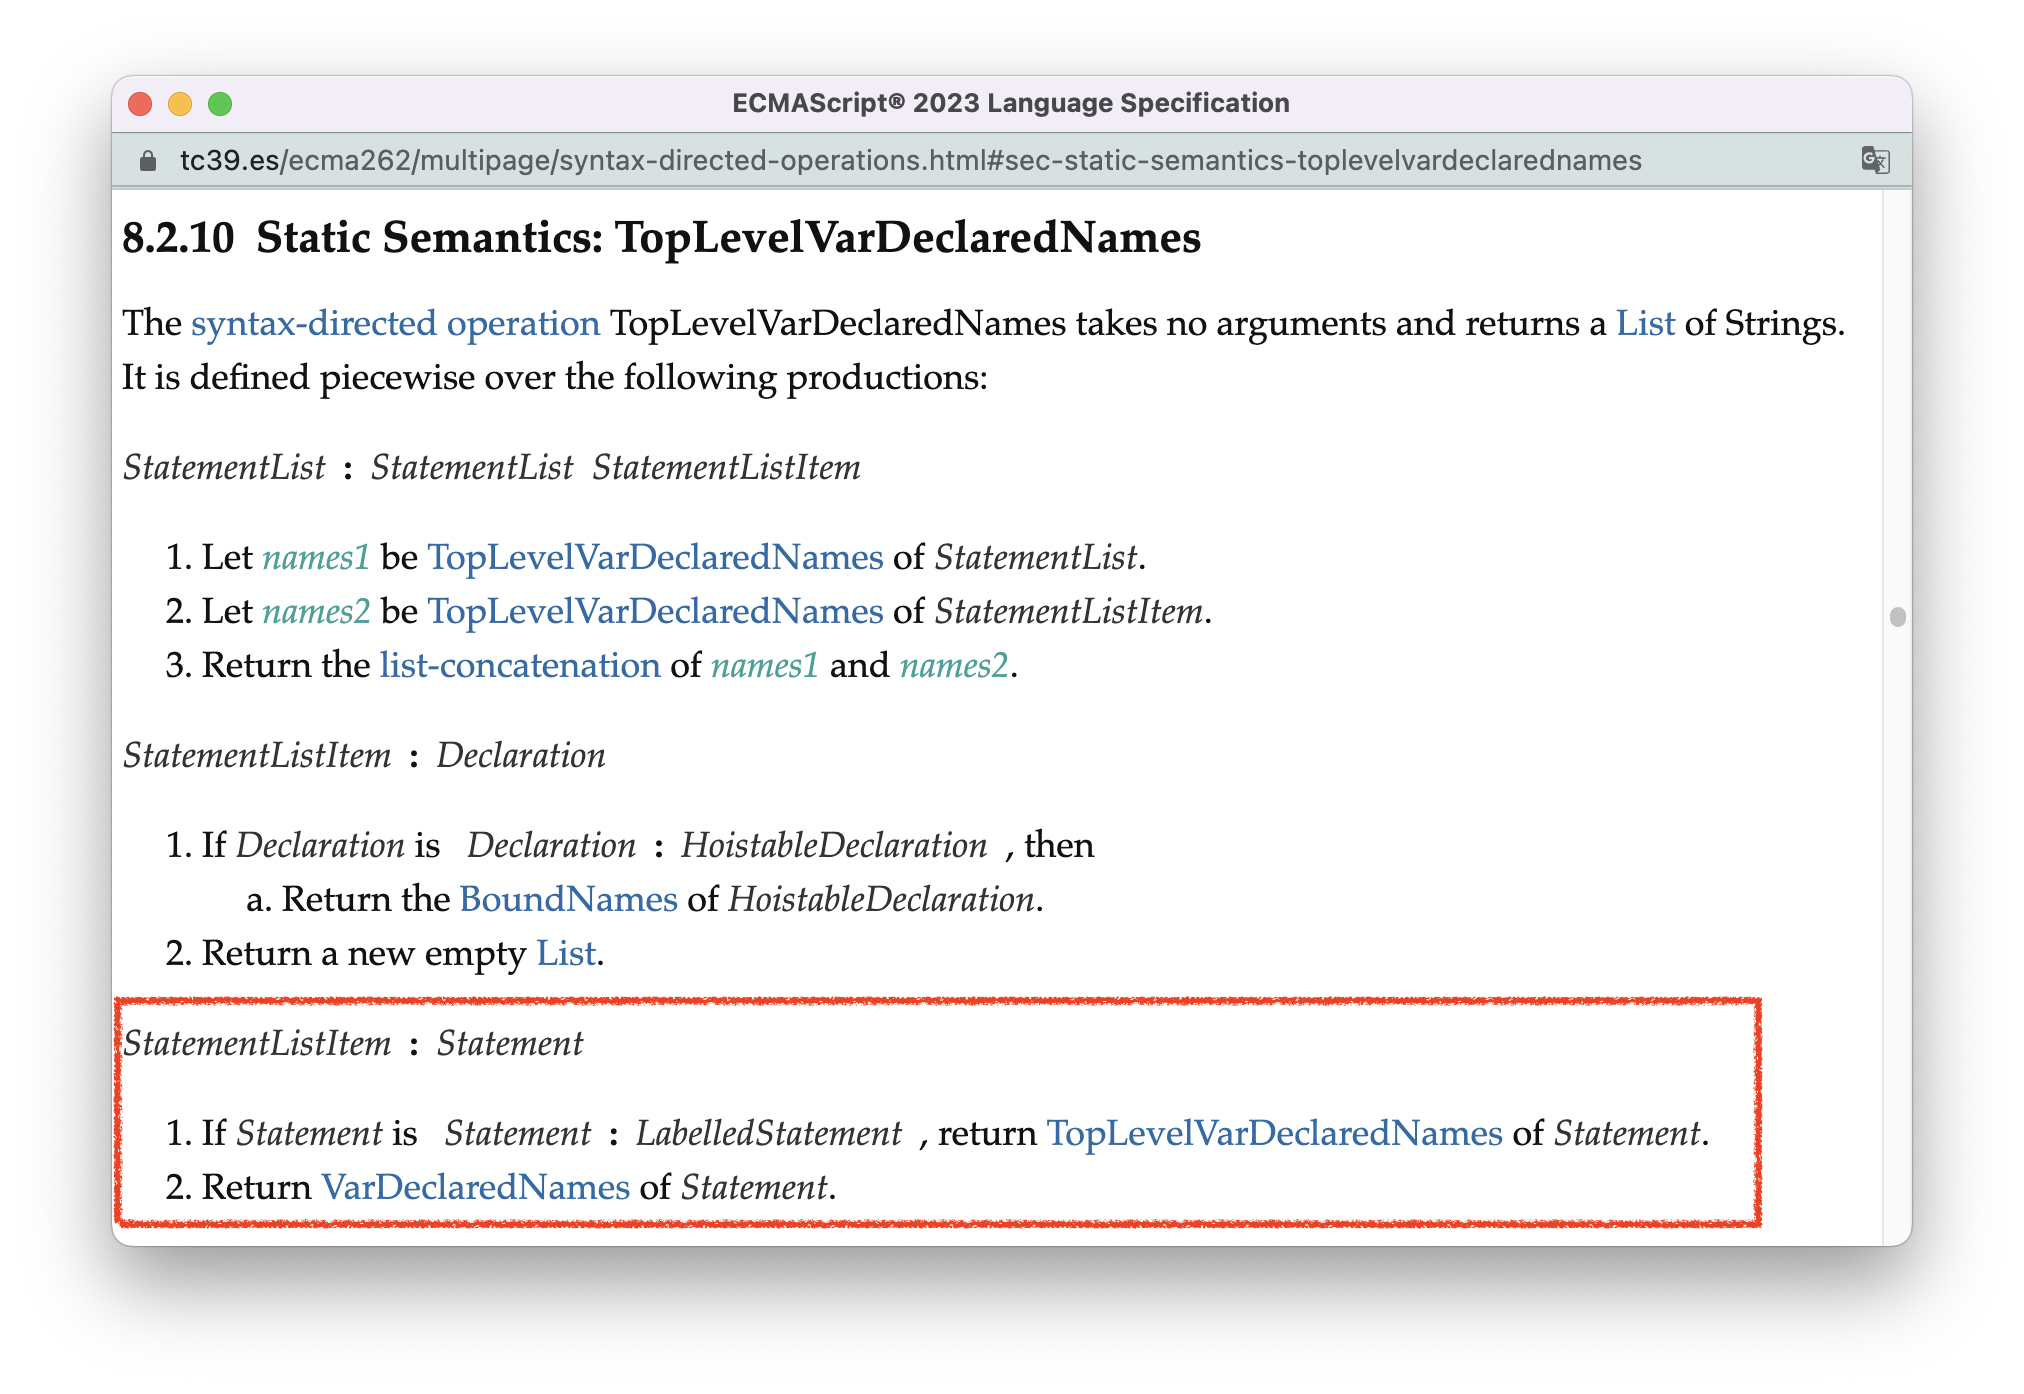 ECMAScript® 2023 Language Specification
tc39.es/ecma262/multipage/syntax-directed-operations.html#sec-static-semantics-toplevelvardeclarednames
8.2.10 Static Semantics: TopLevelVarDeclaredNames
The syntax-directed operation TopLevelVarDeclaredNames takes no arguments and returns a List of Strings.
It is defined piecewise over the following productions:
StatementList : StatementList StatementListItem
1. Let names1 be TopLevelVarDeclaredNames of StatementList.
2. Let names2 be TopLevelVarDeclaredNames of StatementListItem.
3. Return the list-concatenation of names1 and names2.
StatementListItem : Declaration
1. If Declaration is Declaration : HoistableDeclaration , then
a. Return the BoundNames of HoistableDeclaration.
2. Return a new empty List.
StatementListItem : Statement
1. If Statement is Statement : LabelledStatement , return TopLevelVarDeclaredNames of Statement.
2. Return VarDeclaredNames of Statement.